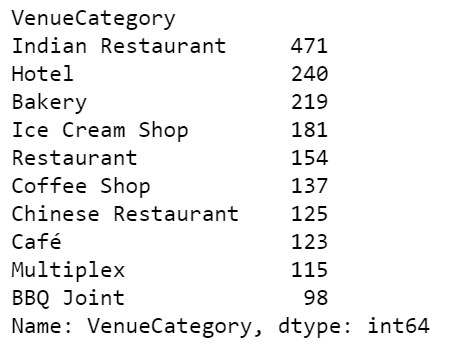 VenueCategory
Indian Restaurant     471
Hotel                 240
Bakery                219
Ice Cream Shop        181
Restaurant            154
Coffee Shop           137
Chinese Restaurant    125
Café                  123
Multiplex             115
BBQ Joint              98
Name: VenueCategory, dtype: int64